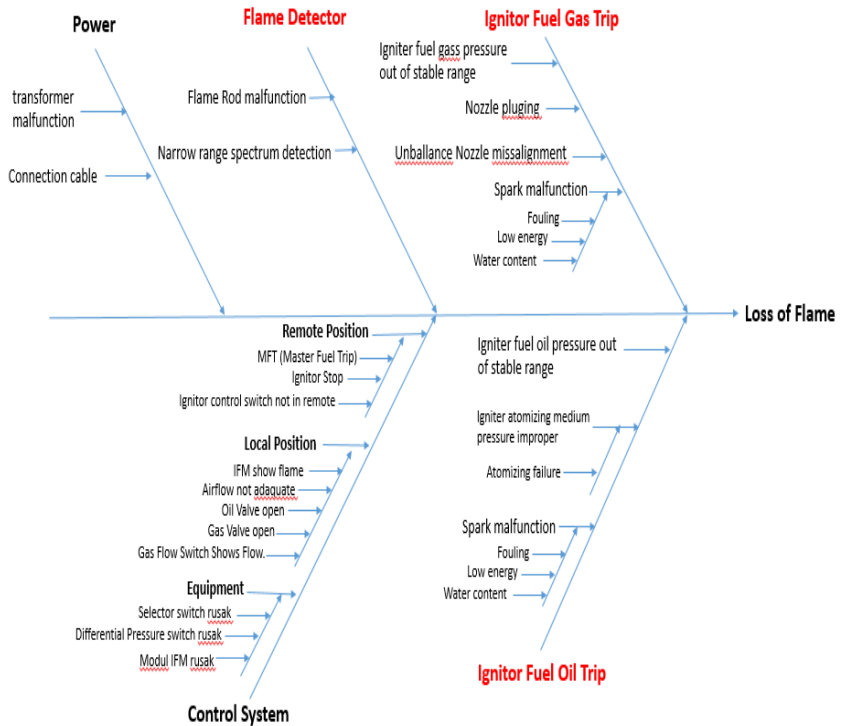 Power
Flame Detector
Ignitor Fuel Gas Trip
transformer
malfunction
Connection cable
Flame Rod malfunction
Narrow range spectrum detection
Igniter fuel gass pressure
out of stable range
Nozzle pluging
Unballance Nozzle missalignment
Spark malfunction
Fouling
Low energy
Water content
Loss of Flame
Remote Position
MFT (Master Fuel Trip)
Ignitor Stop
Ignitor control switch not in remote
Local Position
IFM show flame
Airflow not adaquate
Oil Valve open
Gas Valve open
Gas Flow Switch Shows Flow.
Equipment
Selector switch rusak
Differential Pressure switch rusak
Modul IFM rusak
Control System
Igniter fuel oil pressure out
of stable range
Igniter atomizing medium
pressure improper
Atomizing failure
Spark malfunction
Fouling
Low energy
Water content
Ignitor Fuel Oil Trip